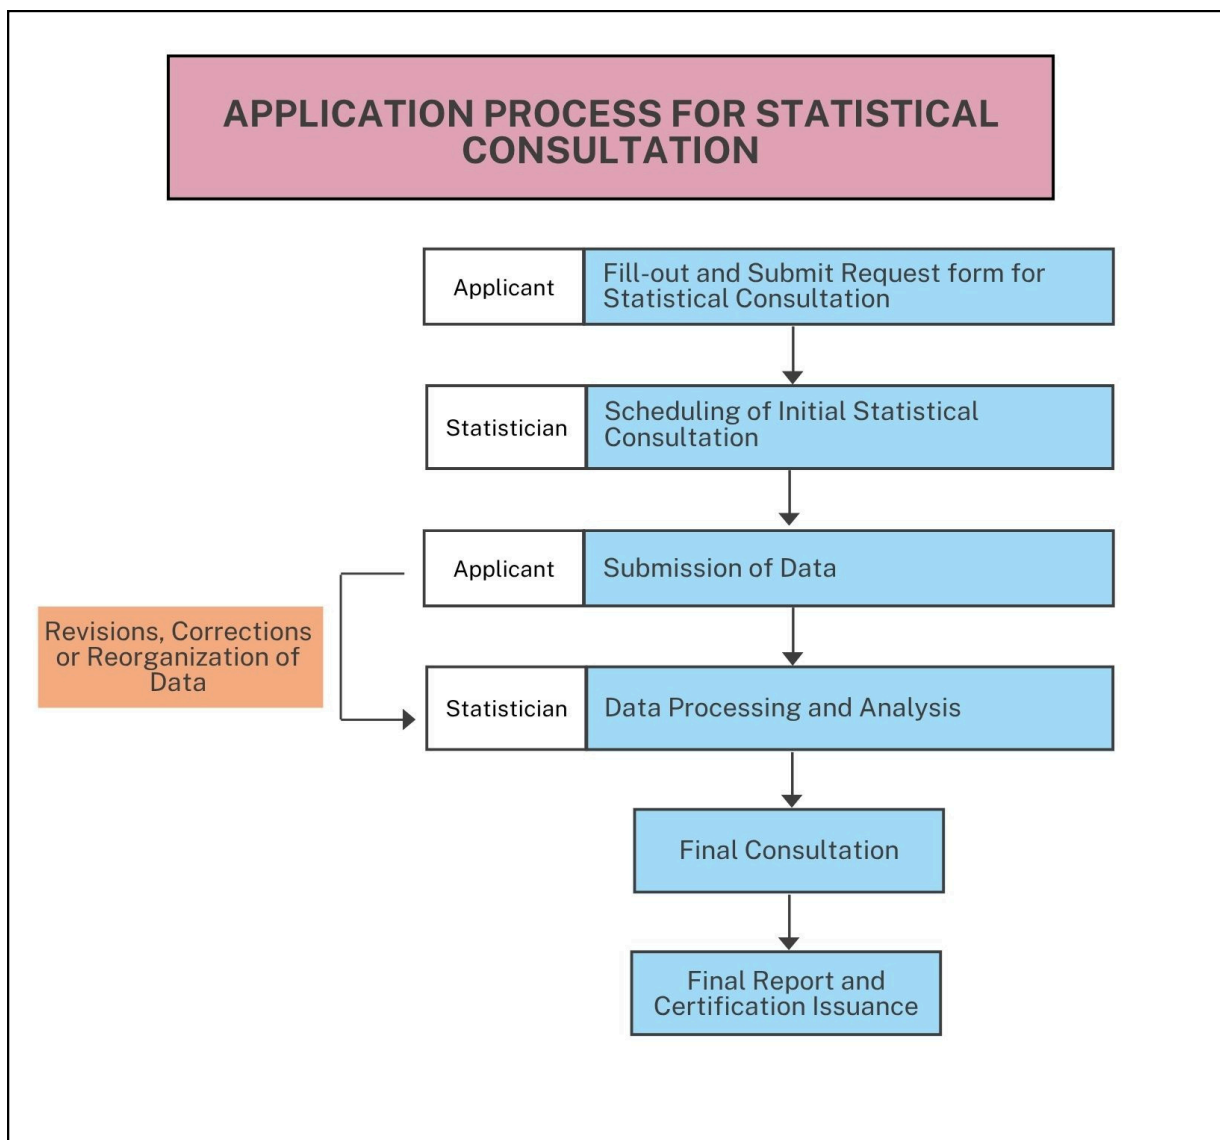 APPLICATION PROCESS FOR STATISTICAL
CONSULTATION
Applicant
Fill-out and Submit Request form for
Statistical Consultation
Statistician
Scheduling of Initial Statistical
Consultation
Applicant
Submission of Data
Revisions, Corrections
or Reorganization of
Data
Statistician
Data Processing and Analysis
Final Consultation
Final Report and
Certification Issuance